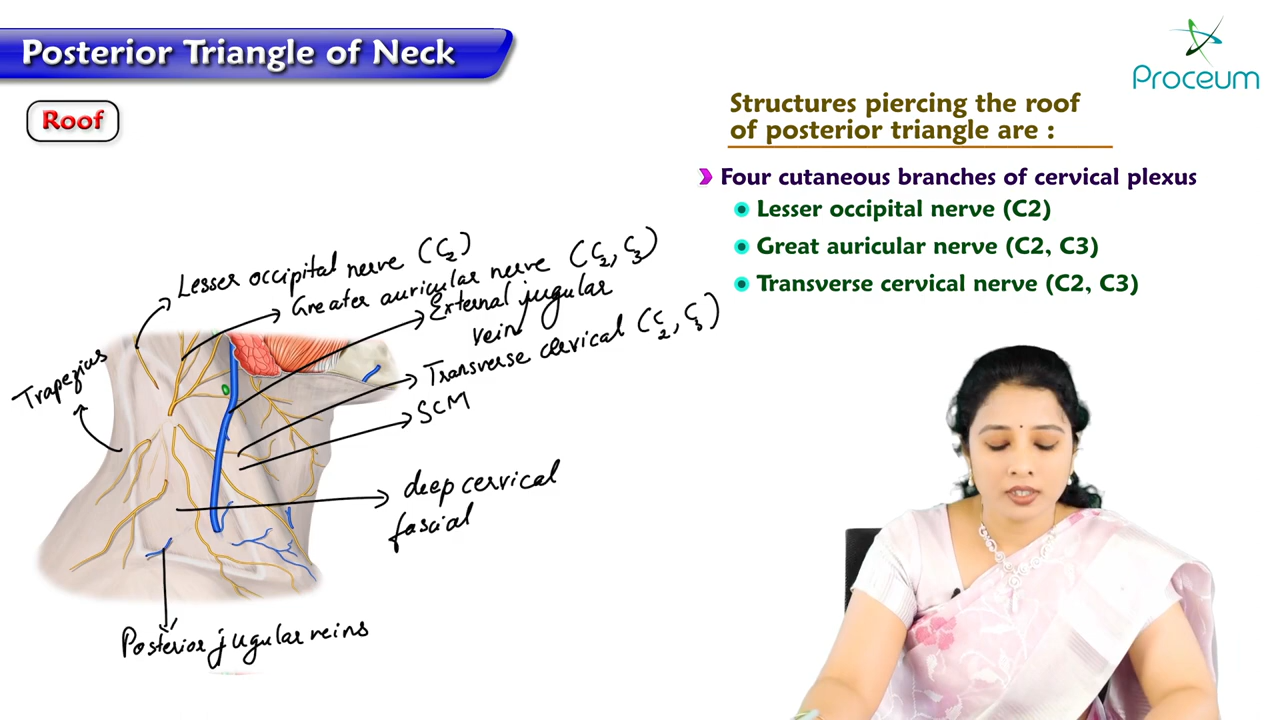 Posterior Triangle of Neck
Proceum
Roof
Structures piercing the roof
of posterior triangle are :
Four cutaneous branches of cervical plexus
Lesser occipital nerve (C2)
Great auricular nerve (C2, C3)
Transverse cervical nerve (C2, C3)
Lesser occipital nerve (C2)
Greater auricular nerve (C2, C3)
External jugular
vein
Transverse cervical (C2, C3)
SCM
Trapezius
deep cervical
fascial
Posterior jugular veins